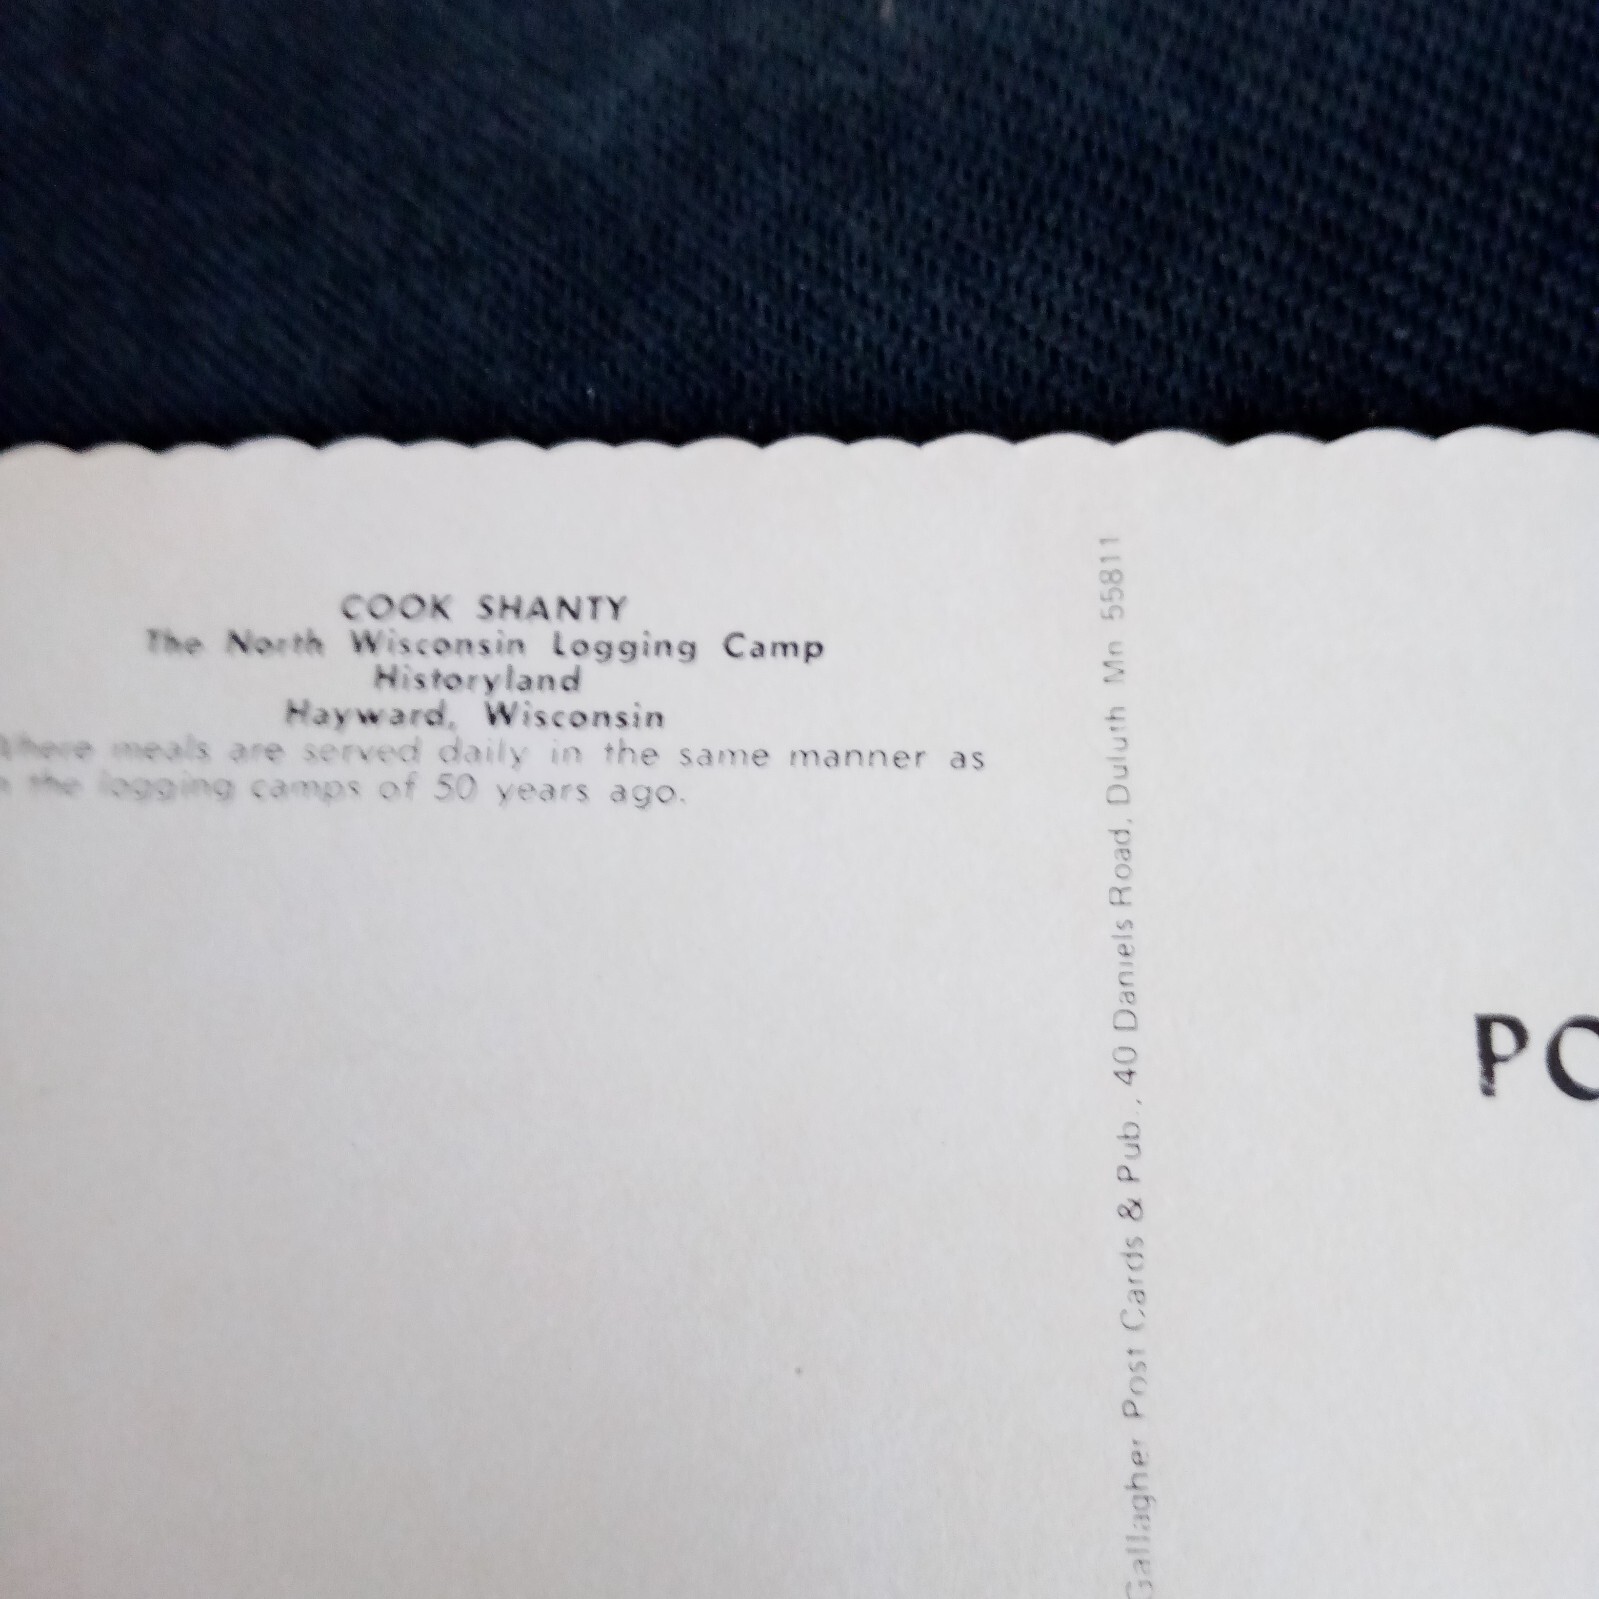 COOK SHANTY
The North Wisconsin Logging Camp
Historyland
Hayward, Wisconsin
Where meals are served daily in the same manner as
the logging camps of 50 years ago.
Gallagher Post Cards & Pub., 40 Daniels Road, Duluth Mn 55811
PO